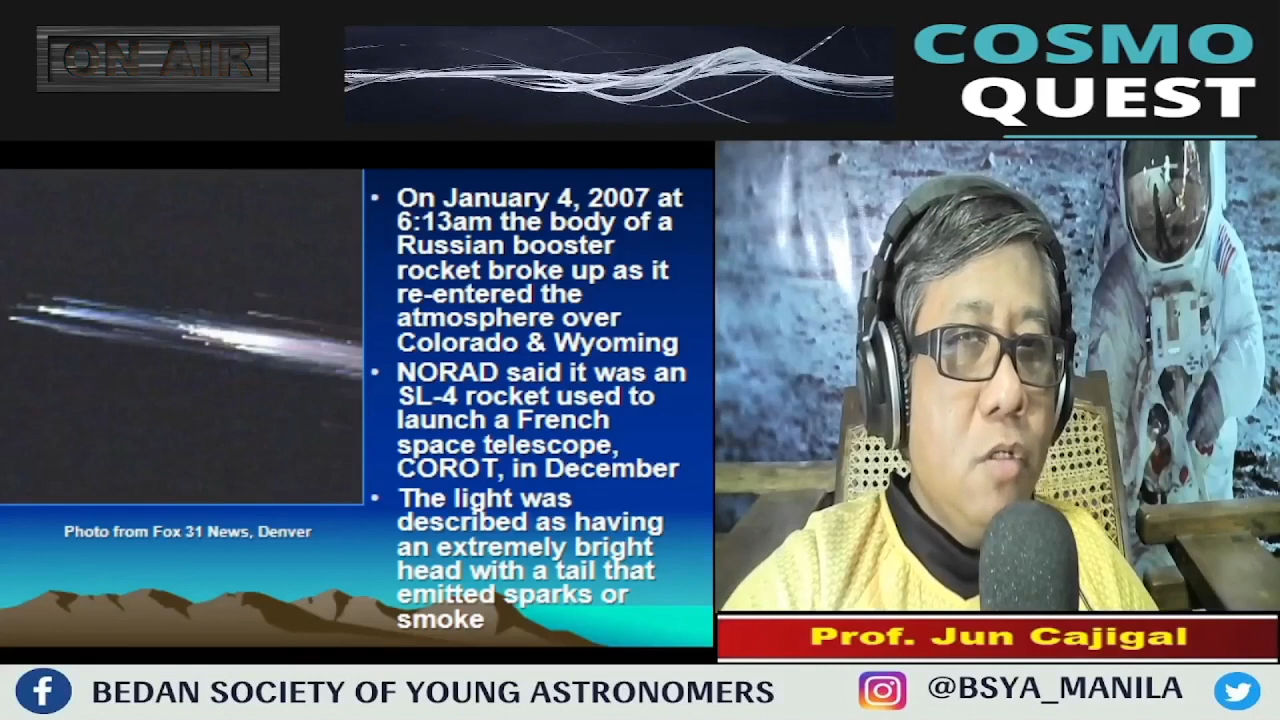 ON AIR
COSMO
QUEST
• On January 4, 2007 at
6:13am the body of a
Russian booster
rocket broke up as it
re-entered the
atmosphere over
Colorado & Wyoming
• NORAD said it was an
SL-4 rocket used to
launch a French
space telescope,
COROT, in December
• The light was
described as having
an extremely bright
head with a tail that
emitted sparks or
smoke
Photo from Fox 31 News, Denver
Prof. Jun Cajigal
BEDAN SOCIETY OF YOUNG ASTRONOMERS
@BSYA_MANILA